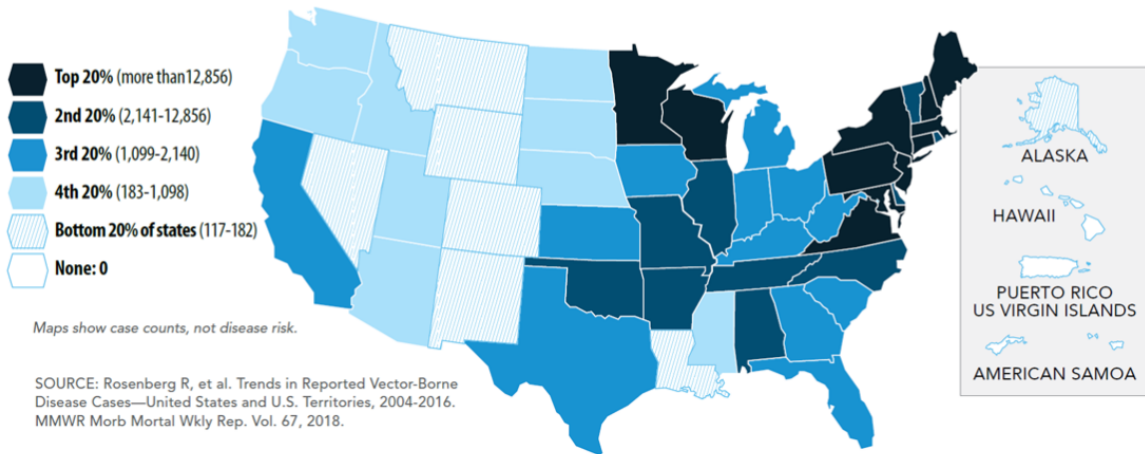 Top 20% (more than12,856)
2nd 20% (2,141-12,856)
3rd 20% (1,099-2,140)
4th 20% (183-1,098)
Bottom 20% of states (117-182)
None: 0
Maps show case counts, not disease risk.
SOURCE: Rosenberg R, et al. Trends in Reported Vector-Borne
Disease Cases—United States and U.S. Territories, 2004-2016.
MMWR Morb Mortal Wkly Rep. Vol. 67, 2018.
ALASKA
HAWAII
PUERTO RICO
US VIRGIN ISLANDS
AMERICAN SAMOA